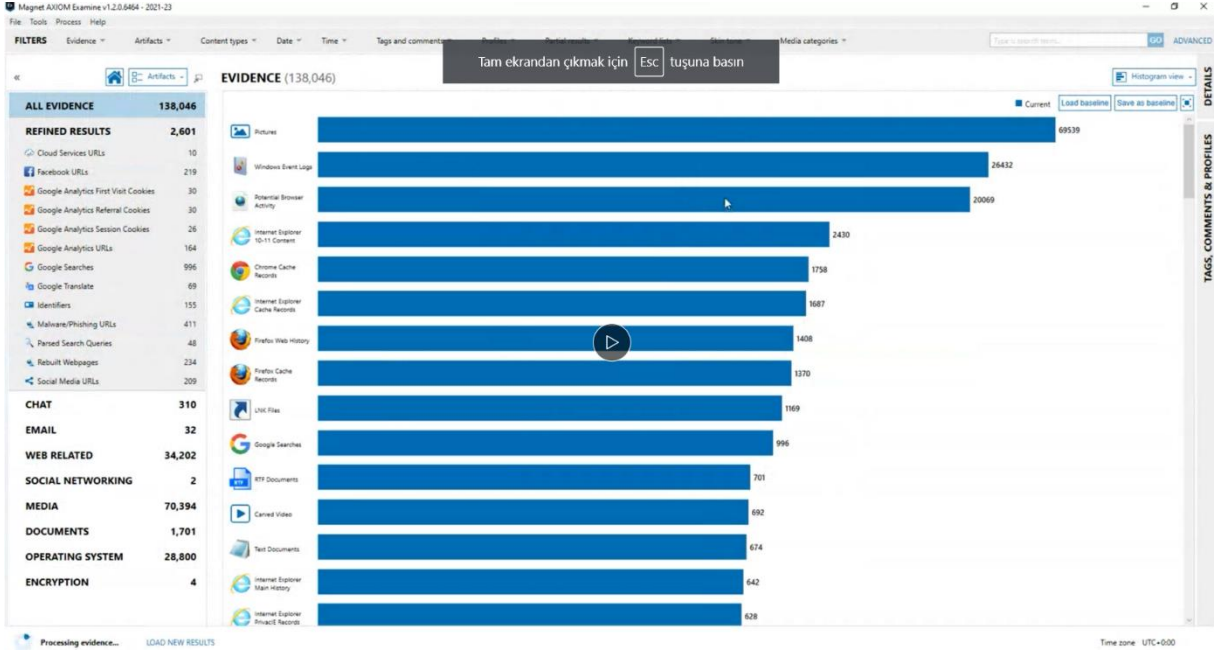 Magnet AXIOM Examine v1.2.0.6464 - 2021-23
File Tools Process Help
FILTERS Evidence Artifacts Content types Date Time Tags and comments Profiles Partial results Keyword lists Skin tone Media categories Type a search term... GO ADVANCED
Tam ekrandan çıkmak için Esc tuşuna basın
Artifacts
EVIDENCE (138,046)
Histogram view
DETAILS
TAGS, COMMENTS & PROFILES
Current Load baseline Save as baseline
ALL EVIDENCE 138,046
REFINED RESULTS 2,601
Cloud Services URLs 10
Facebook URLs 219
Google Analytics First Visit Cookies 30
Google Analytics Referral Cookies 30
Google Analytics Session Cookies 26
Google Analytics URLs 164
Google Searches 996
Google Translate 69
Identifiers 155
Malware/Phishing URLs 411
Parsed Search Queries 48
Rebuilt Webpages 234
Social Media URLs 209
CHAT 310
EMAIL 32
WEB RELATED 34,202
SOCIAL NETWORKING 2
MEDIA 70,394
DOCUMENTS 1,701
OPERATING SYSTEM 28,800
ENCRYPTION 4
Pictures 69539
Windows Event Logs 26432
Potential Browser
Activity
20069
Internet Explorer
10-11 Content
2430
Chrome Cache
Records
1758
Internet Explorer
Cache Records
1687
Firefox Web History 1408
Firefox Cache
Records
1370
LNK Files 1169
Google Searches 996
RTF Documents 701
Carved Video 692
Text Documents 674
Internet Explorer
Main History
642
Internet Explorer
PrivacIE Records
628
Processing evidence... LOAD NEW RESULTS
Time zone UTC+0:00